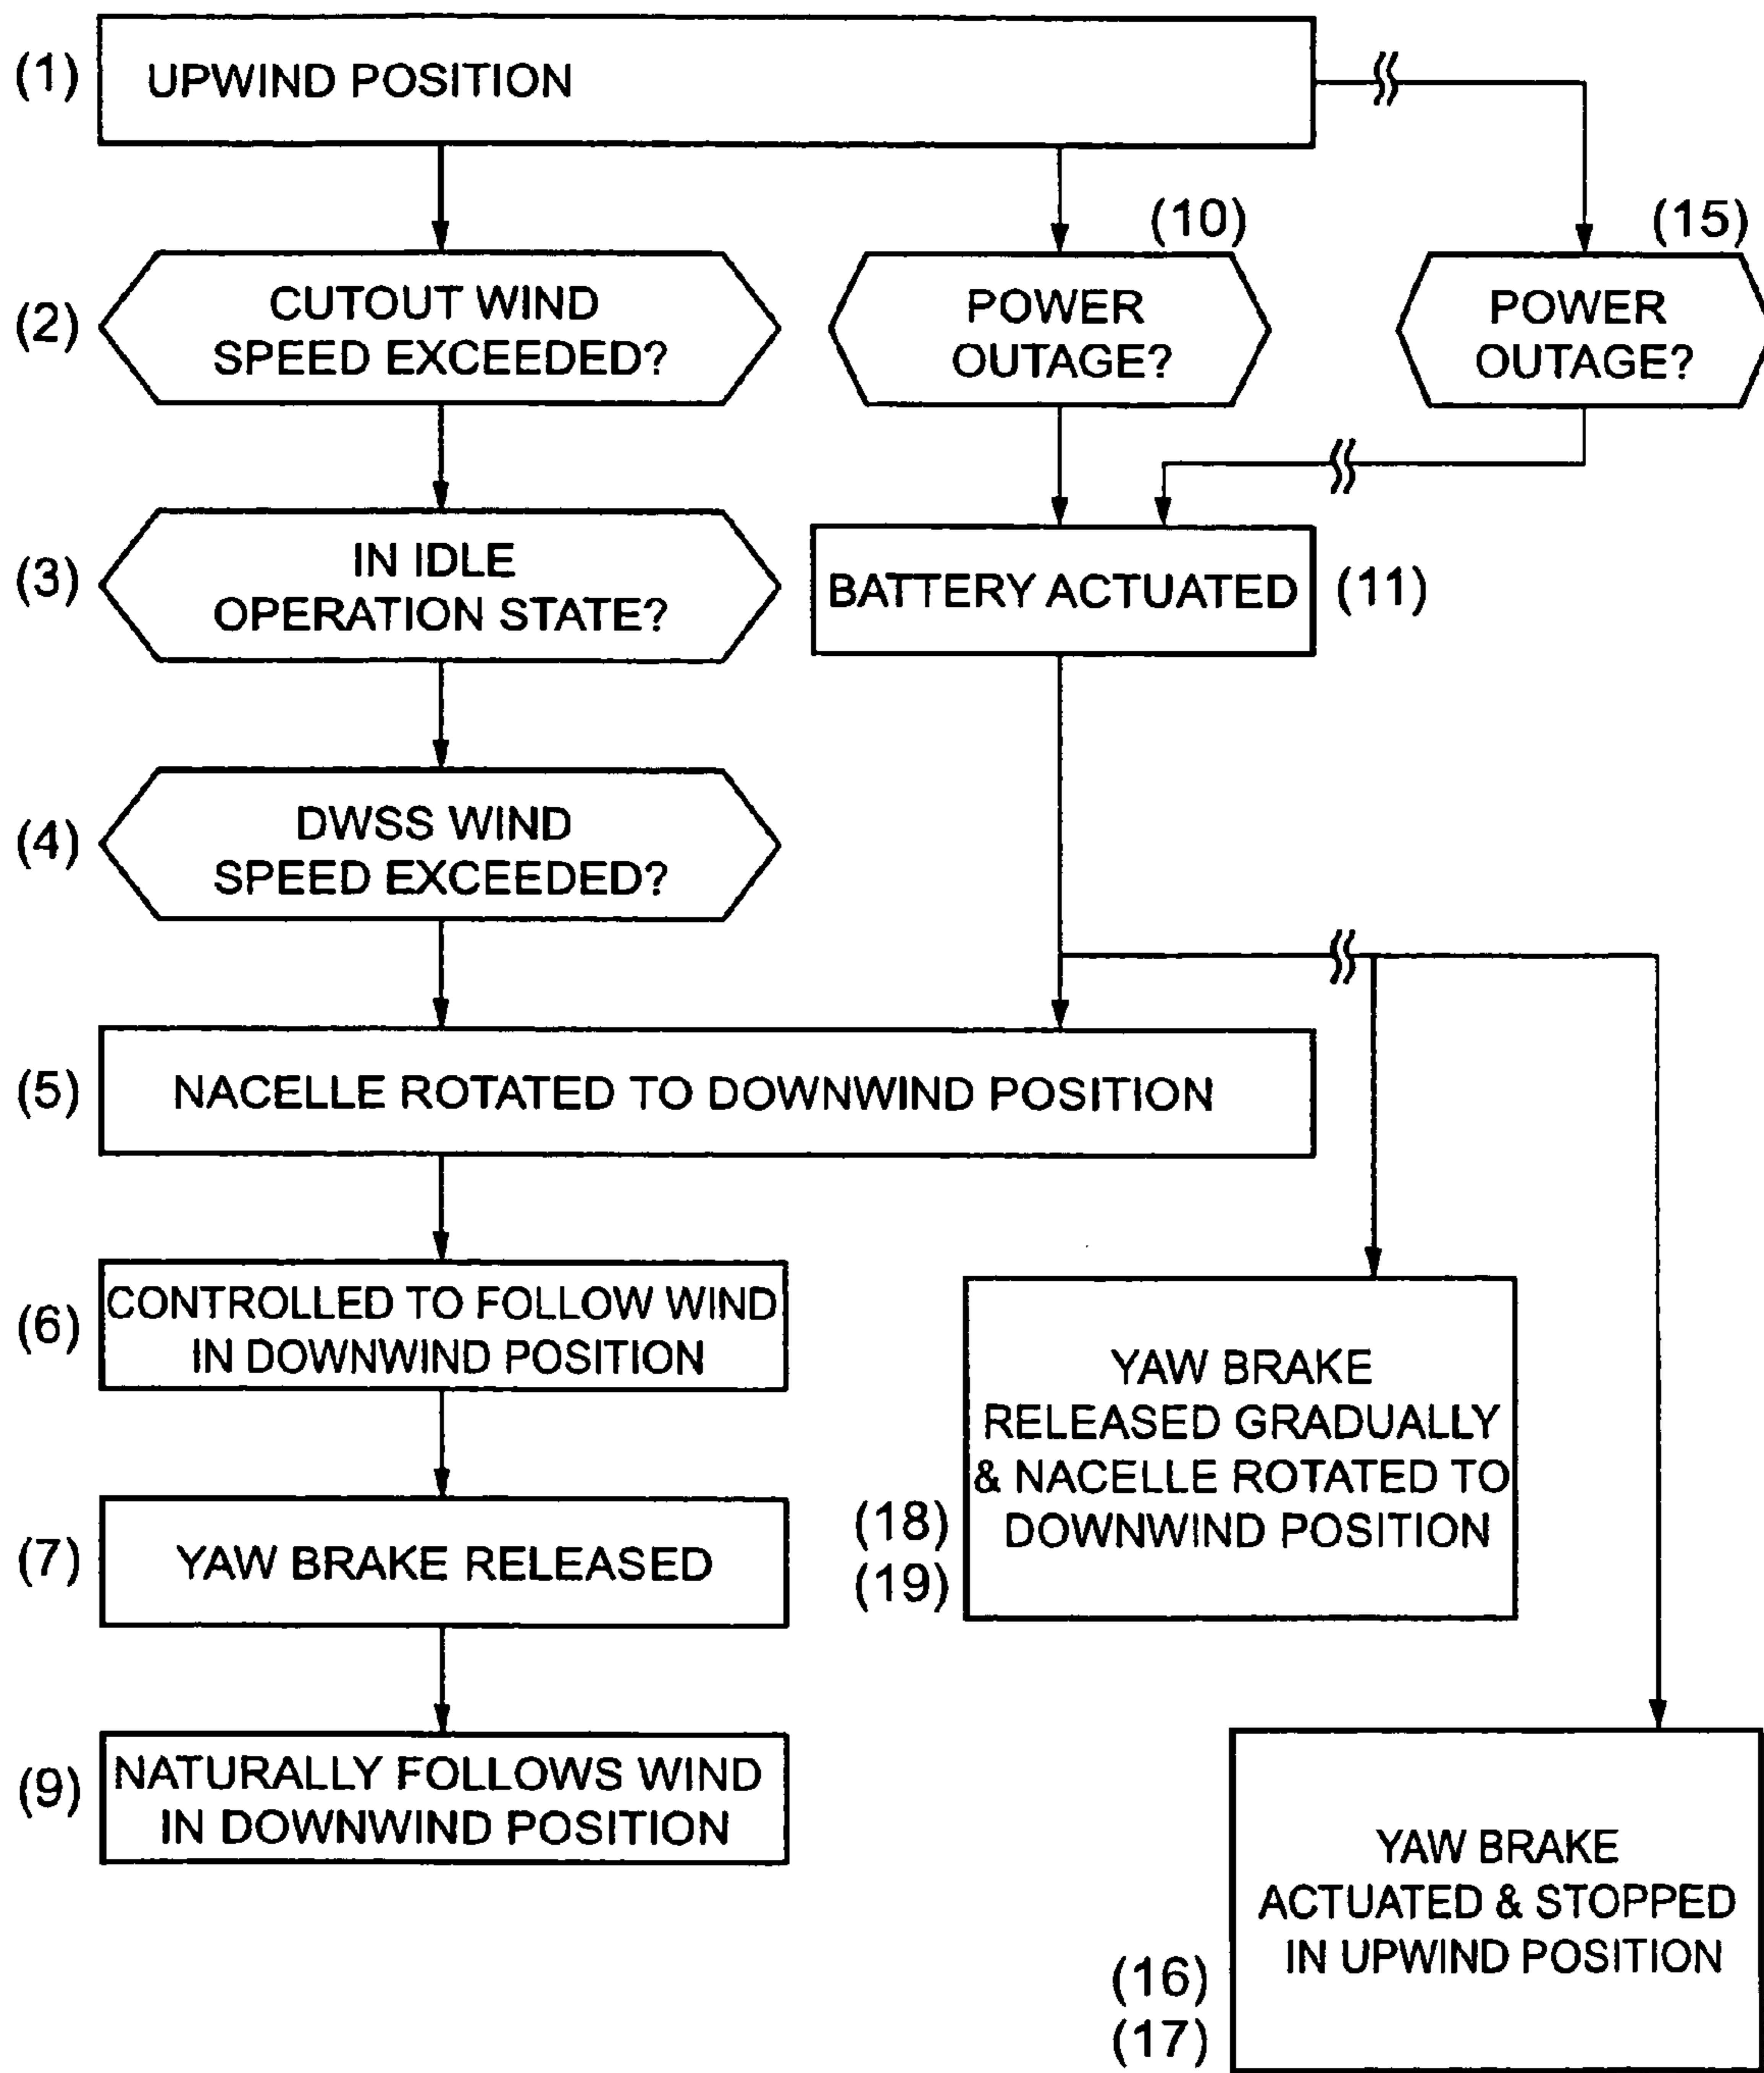 (1)
UPWIND POSITION
(10)
(15)
(2)
CUTOUT WIND
SPEED EXCEEDED?
POWER
OUTAGE?
POWER
OUTAGE?
(3)
IN IDLE
OPERATION STATE?
BATTERY ACTUATED
(11)
(4)
DWSS WIND
SPEED EXCEEDED?
(5)
NACELLE ROTATED TO DOWNWIND POSITION
(6)
CONTROLLED TO FOLLOW WIND
IN DOWNWIND POSITION
(7)
YAW BRAKE RELEASED
(18)
(19)
YAW BRAKE
RELEASED GRADUALLY
& NACELLE ROTATED TO
DOWNWIND POSITION
(9)
NATURALLY FOLLOWS WIND
IN DOWNWIND POSITION
(16)
(17)
YAW BRAKE
ACTUATED & STOPPED
IN UPWIND POSITION